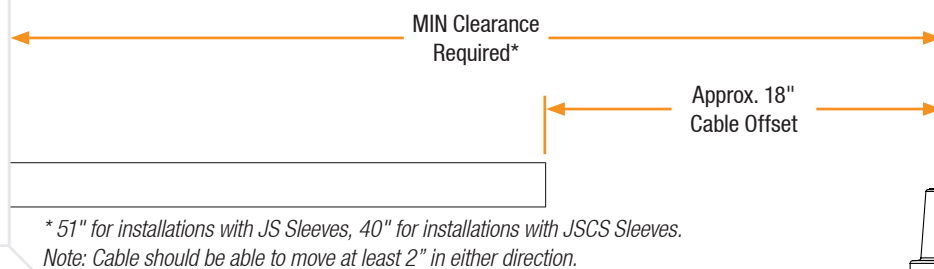 MIN Clearance
Required*
Approx. 18"
Cable Offset
* 51" for installations with JS Sleeves, 40" for installations with JSCS Sleeves.
Note: Cable should be able to move at least 2” in either direction.